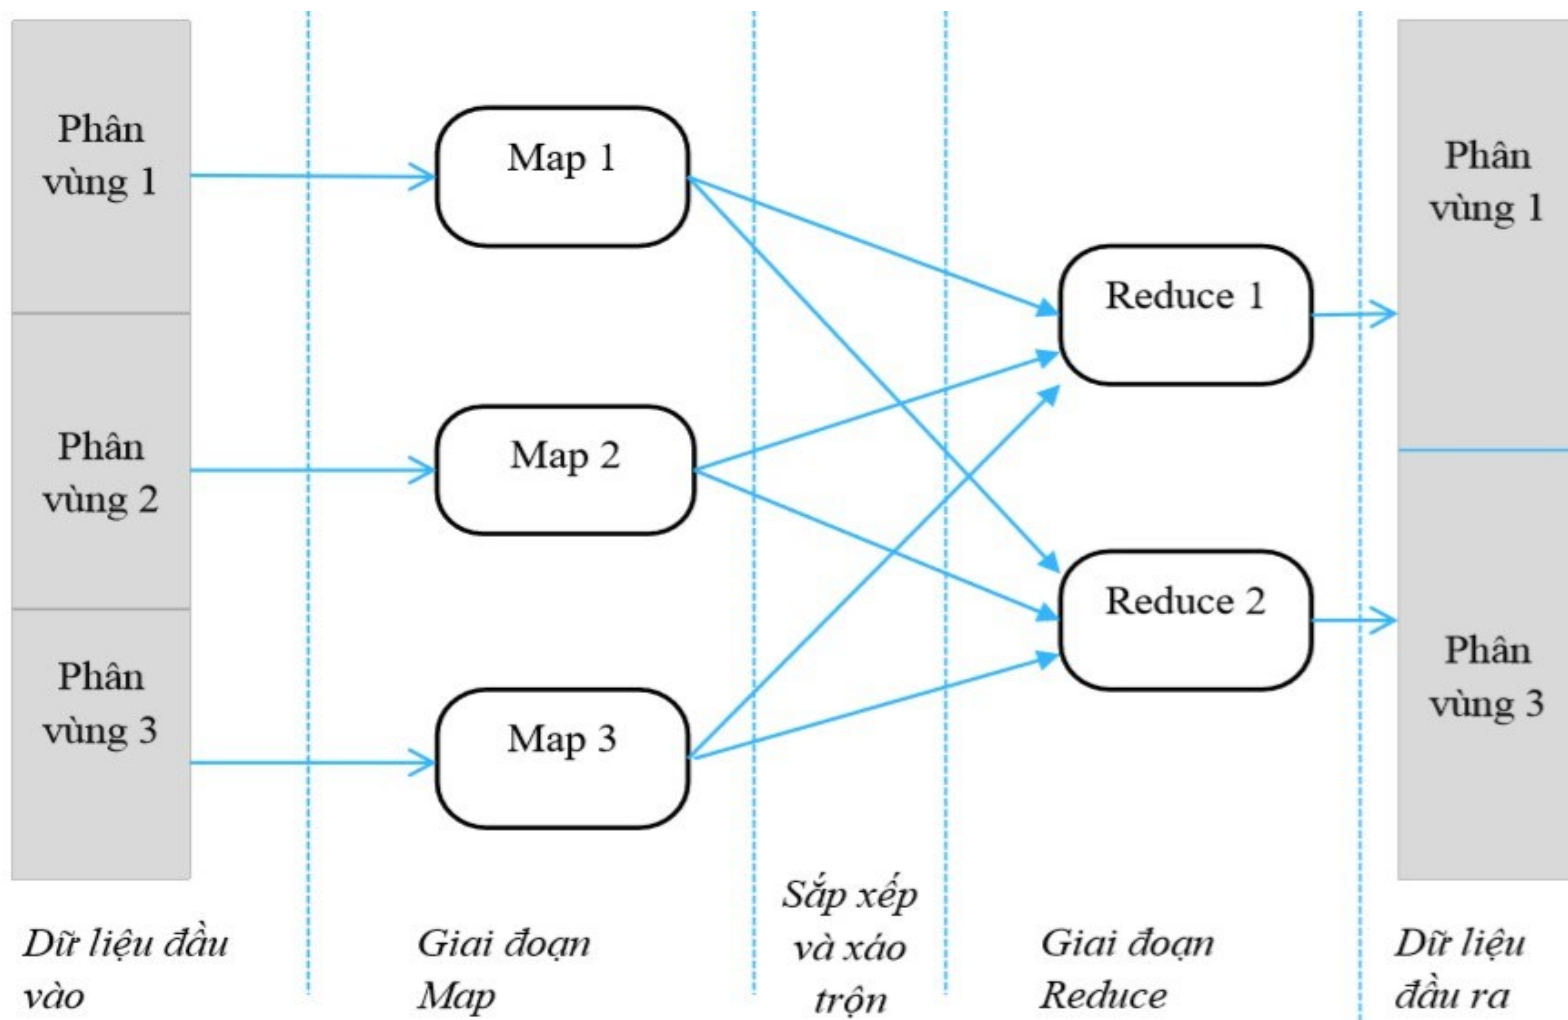 Phân
vùng 1
Phân
vùng 2
Phân
vùng 3
Map 1
Map 2
Map 3
Reduce 1
Reduce 2
Phân
vùng 1
Phân
vùng 3
Dữ liệu đầu
vào
Giai đoạn
Map
Sắp xếp
và xáo
trộn
Giai đoạn
Reduce
Dữ liệu
đầu ra